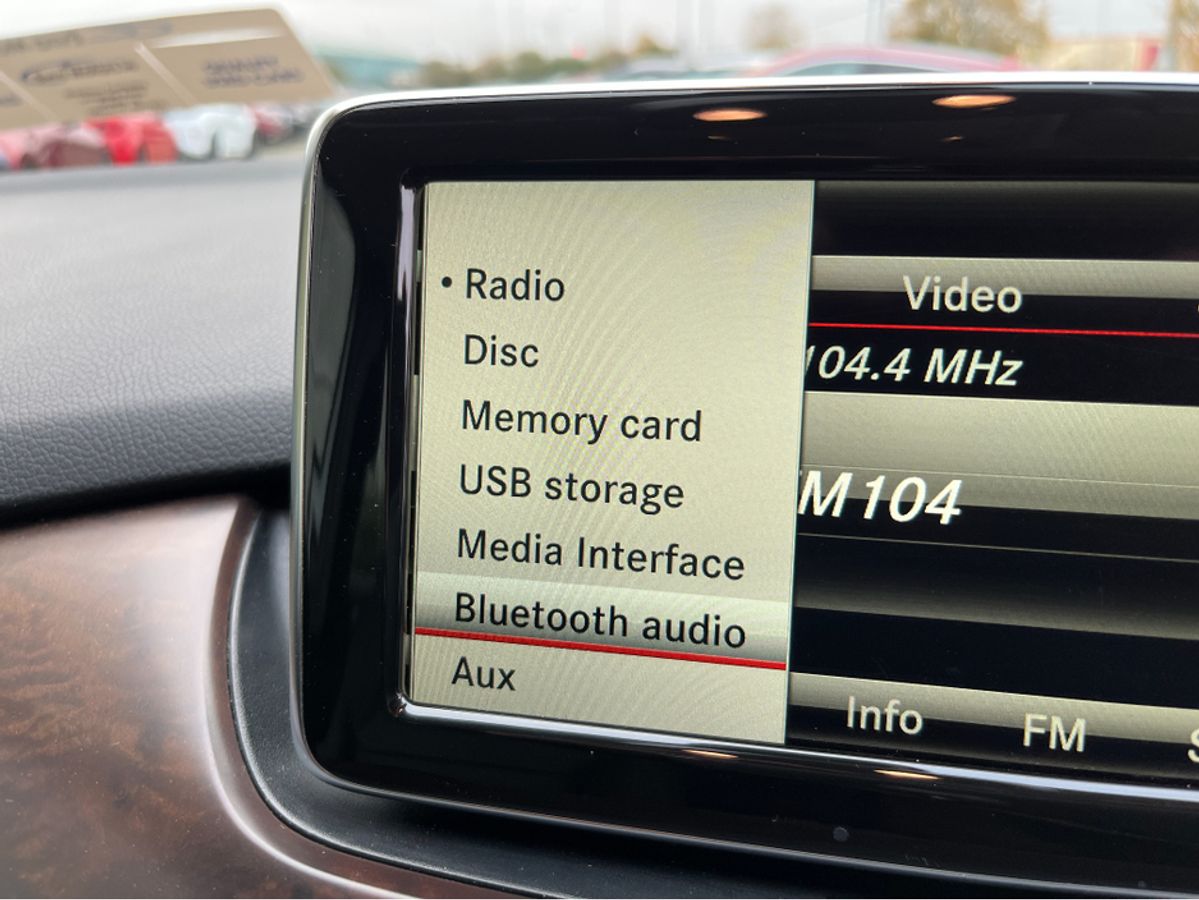 • Radio
Disc
Memory card
USB storage
Media Interface
Bluetooth audio
Aux
Video
104.4 MHz
M104
Info FM